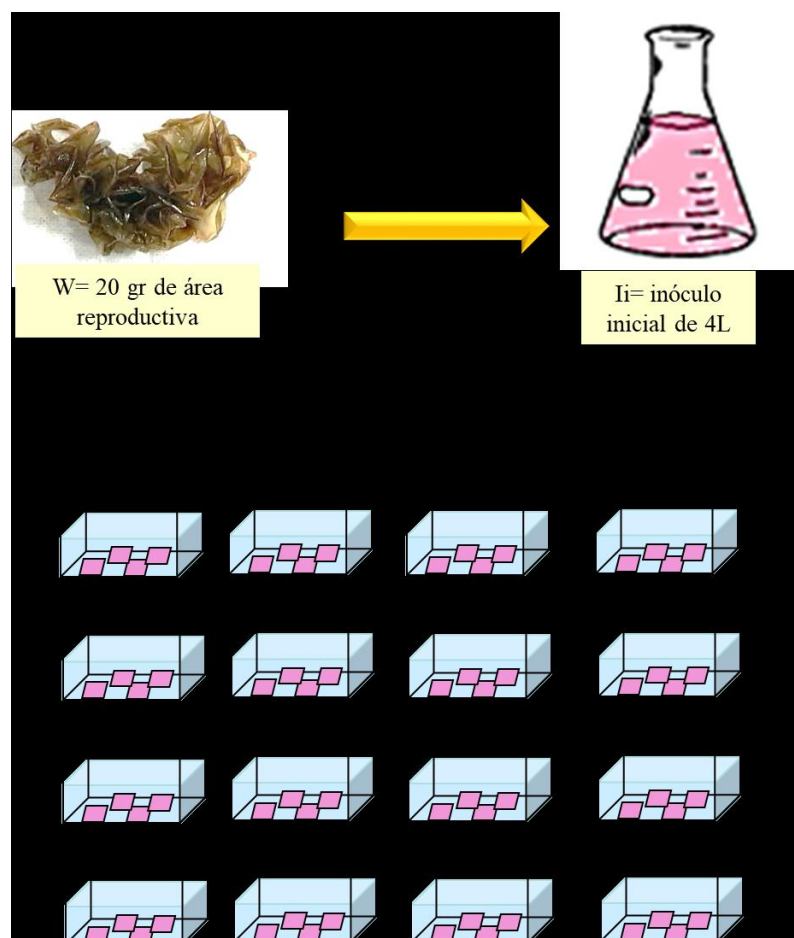 W= 20 gr de área
reproductiva
Ii= inóculo
inicial de 4L